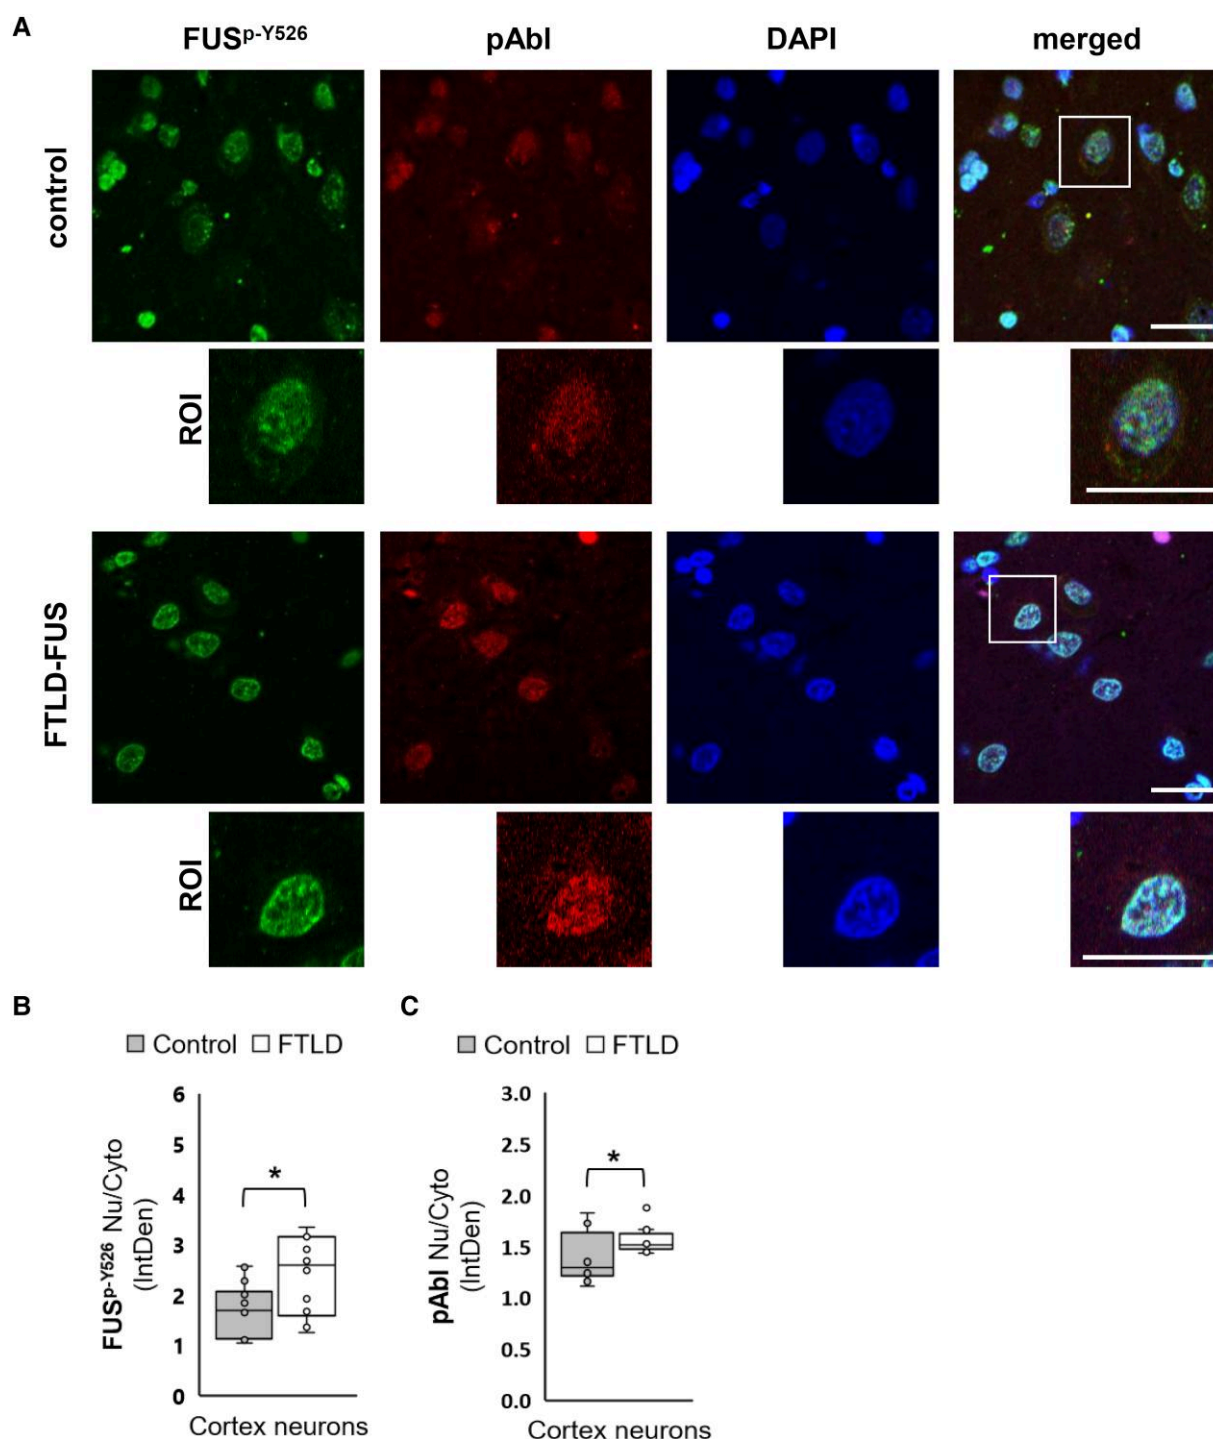 A
FUSp-Y526 pAbl DAPI merged
control
ROI
FTLD-FUS
ROI
B
Control FTLD
6
5
4
3
2
1
0
FUSp-Y526 Nu/Cyto
(IntDen)
*
Cortex neurons
C
Control FTLD
3.0
2.5
2.0
1.5
1.0
0.5
0.0
pAbl Nu/Cyto
(IntDen)
*
Cortex neurons